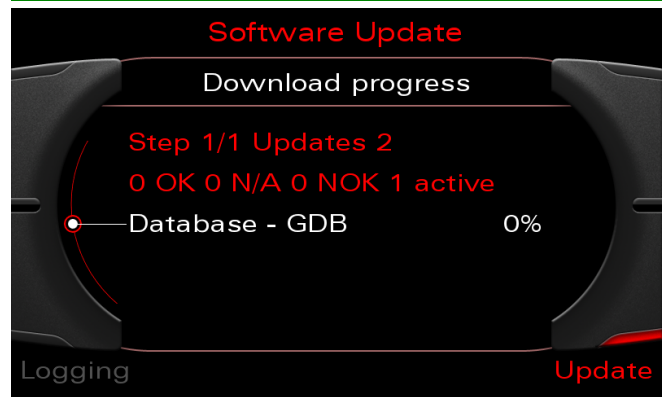 Software Update
Download progress
Step 1/1 Updates 2
0 OK 0 N/A 0 NOK 1 active
Database - GDB 0%
Logging Update